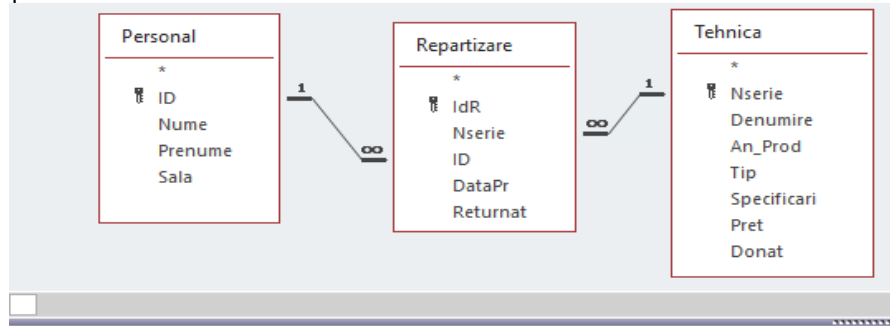 Personal
*
ID
Nume
Prenume
Sala
1
∞
Repartizare
*
IdR
Nserie
ID
DataPr
Returnat
∞
1
Tehnica
*
Nserie
Denumire
An_Prod
Tip
Specificari
Pret
Donat